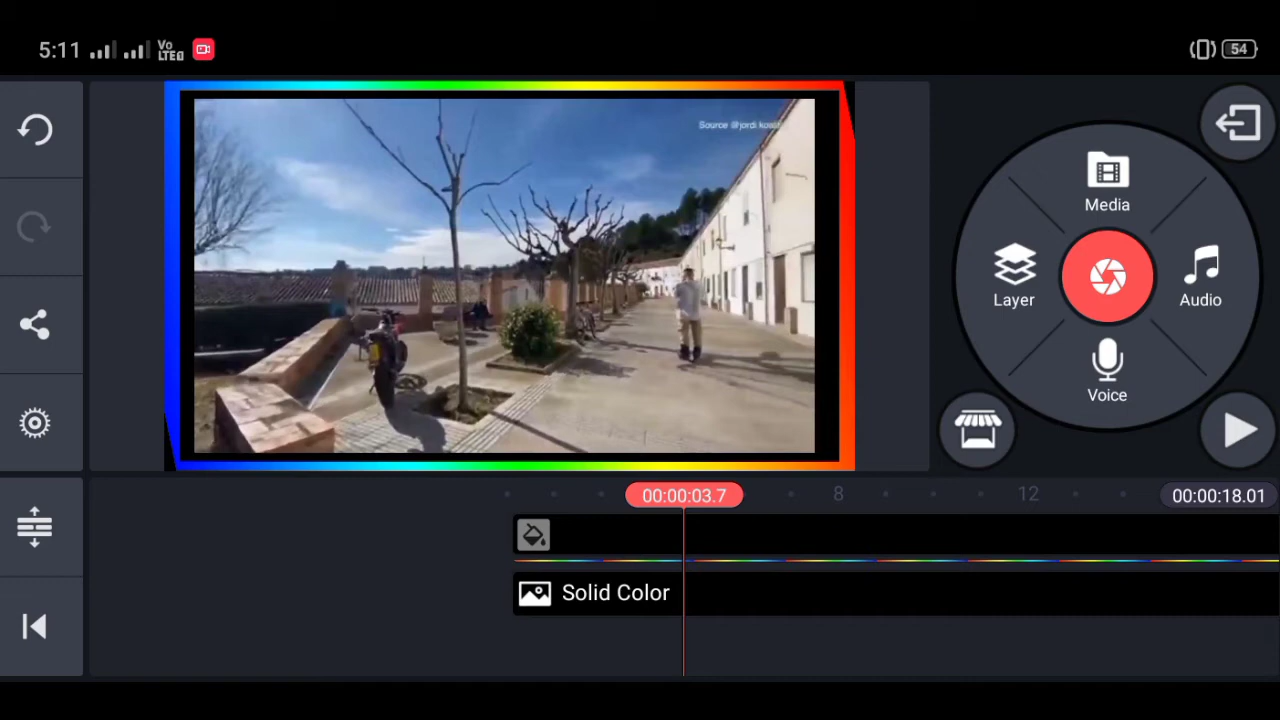 5:11
Vo
LTE
54
Source @jordi
Media
Layer
Audio
Voice
00:00:03.7
8
12
00:00:18.01
Solid Color